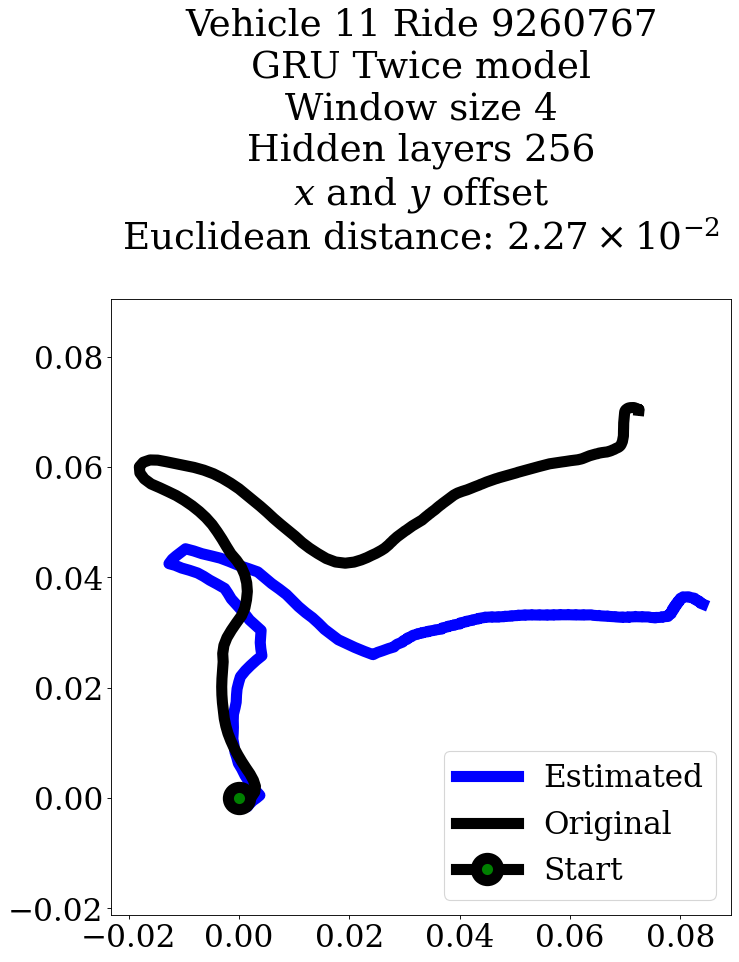 Vehicle 11 Ride 9260767
GRU Twice model
Window size 4
Hidden layers 256
x and y offset
Euclidean distance: 2.27 × 10⁻²
0.08
0.06
0.04
0.02
0.00
−0.02
−0.02 0.00 0.02 0.04 0.06 0.08
Estimated
Original
Start